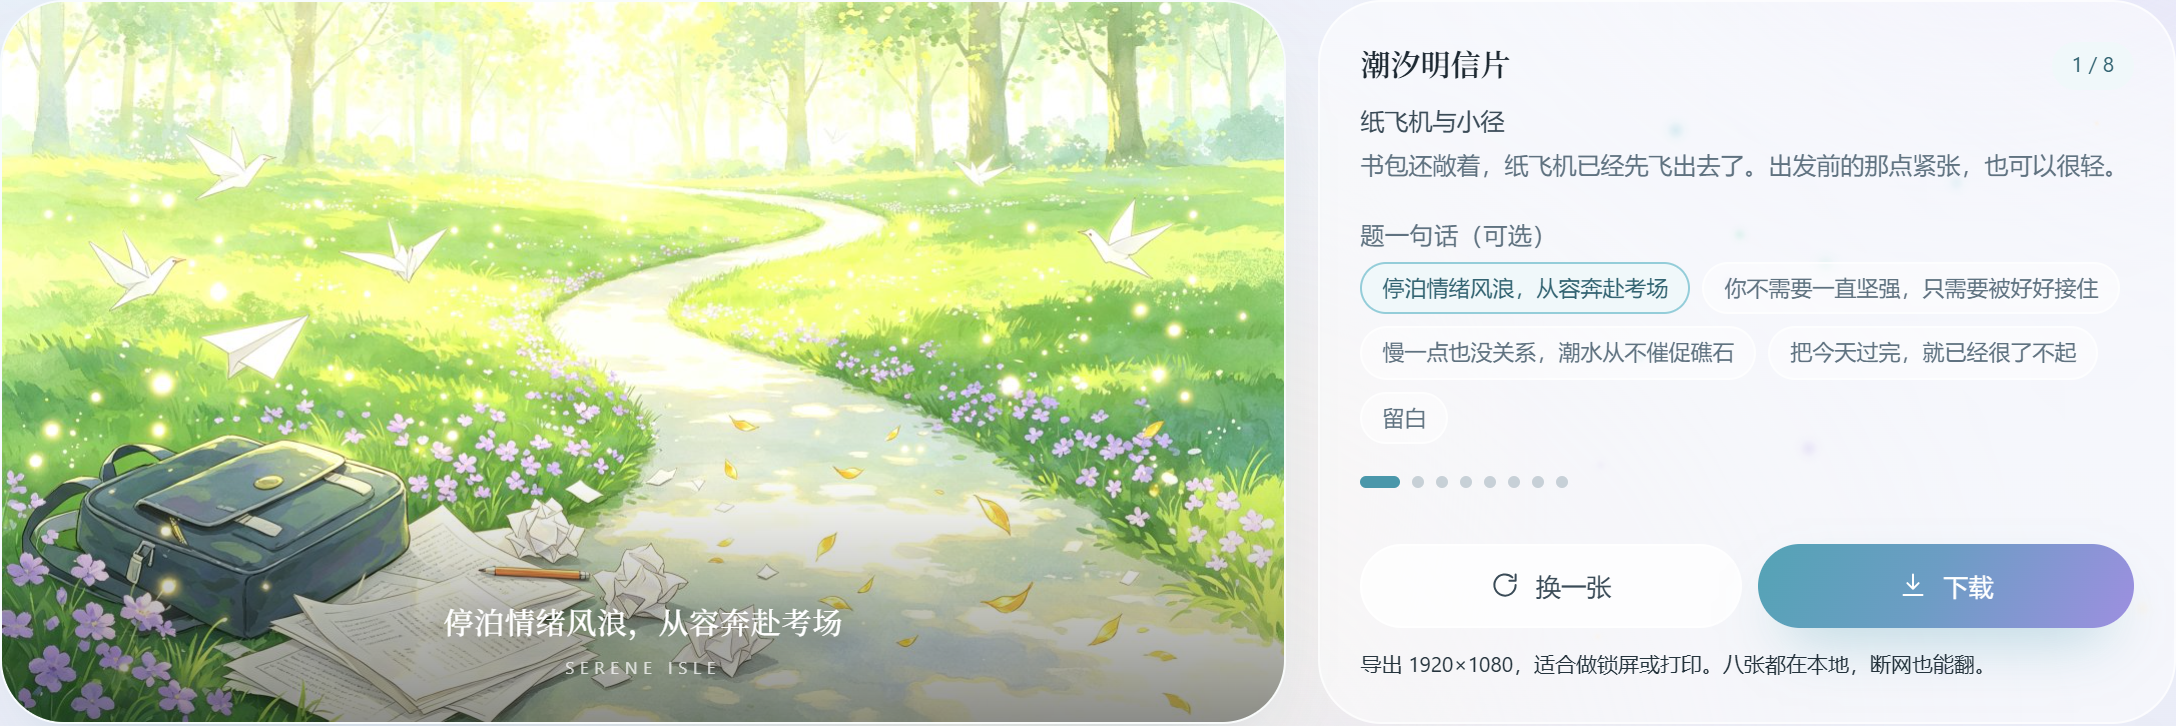 停泊情绪风浪，从容奔赴考场
SERENE ISLE
潮汐明信片
1 / 8
纸飞机与小径
书包还敞着，纸飞机已经先飞出去了。出发前的那点紧张，也可以很轻。
题一句话（可选）
停泊情绪风浪，从容奔赴考场
你不需要一直坚强，只需要被好好接住
慢一点也没关系，潮水从不催促礁石
把今天过完，就已经很了不起
留白
换一张
下载
导出 1920×1080，适合做锁屏或打印。八张都在本地，断网也能翻。